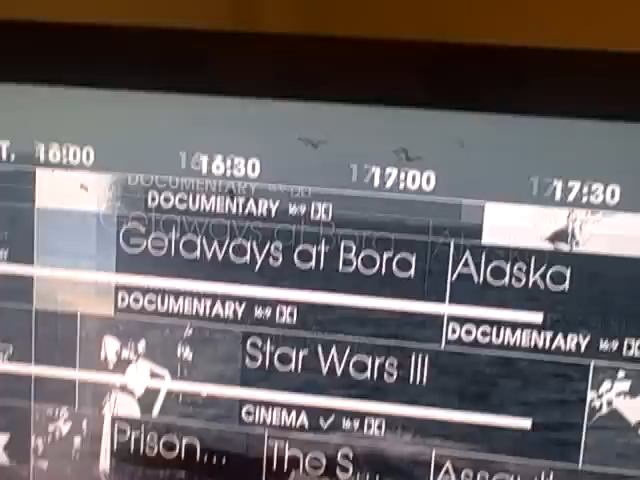 T, 16:00 16:30 17:00 17:30
DOCUMENTARY
DOCUMENTARY 16:9
Getaways at Bora Alaska
DOCUMENTARY 16:9 DOCUMENTARY 16:9
Star Wars III
CINEMA ✓ 16:9
Prison... The S... Assault